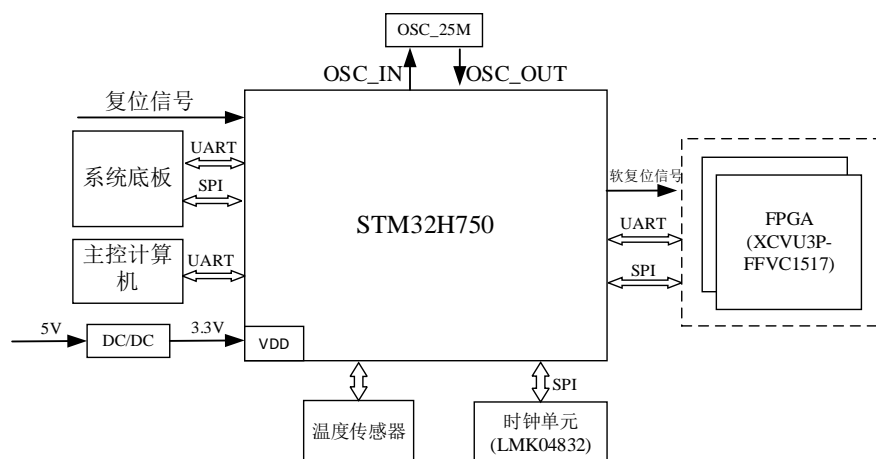 OSC_25M
OSC_IN
OSC_OUT
复位信号
UART
系统底板
SPI
主控计算
机
UART
5V
DC/DC
3.3V
VDD
STM32H750
软复位信号
UART
SPI
FPGA
(XCVU3P-
FFVC1517)
温度传感器
SPI
时钟单元
(LMK04832)